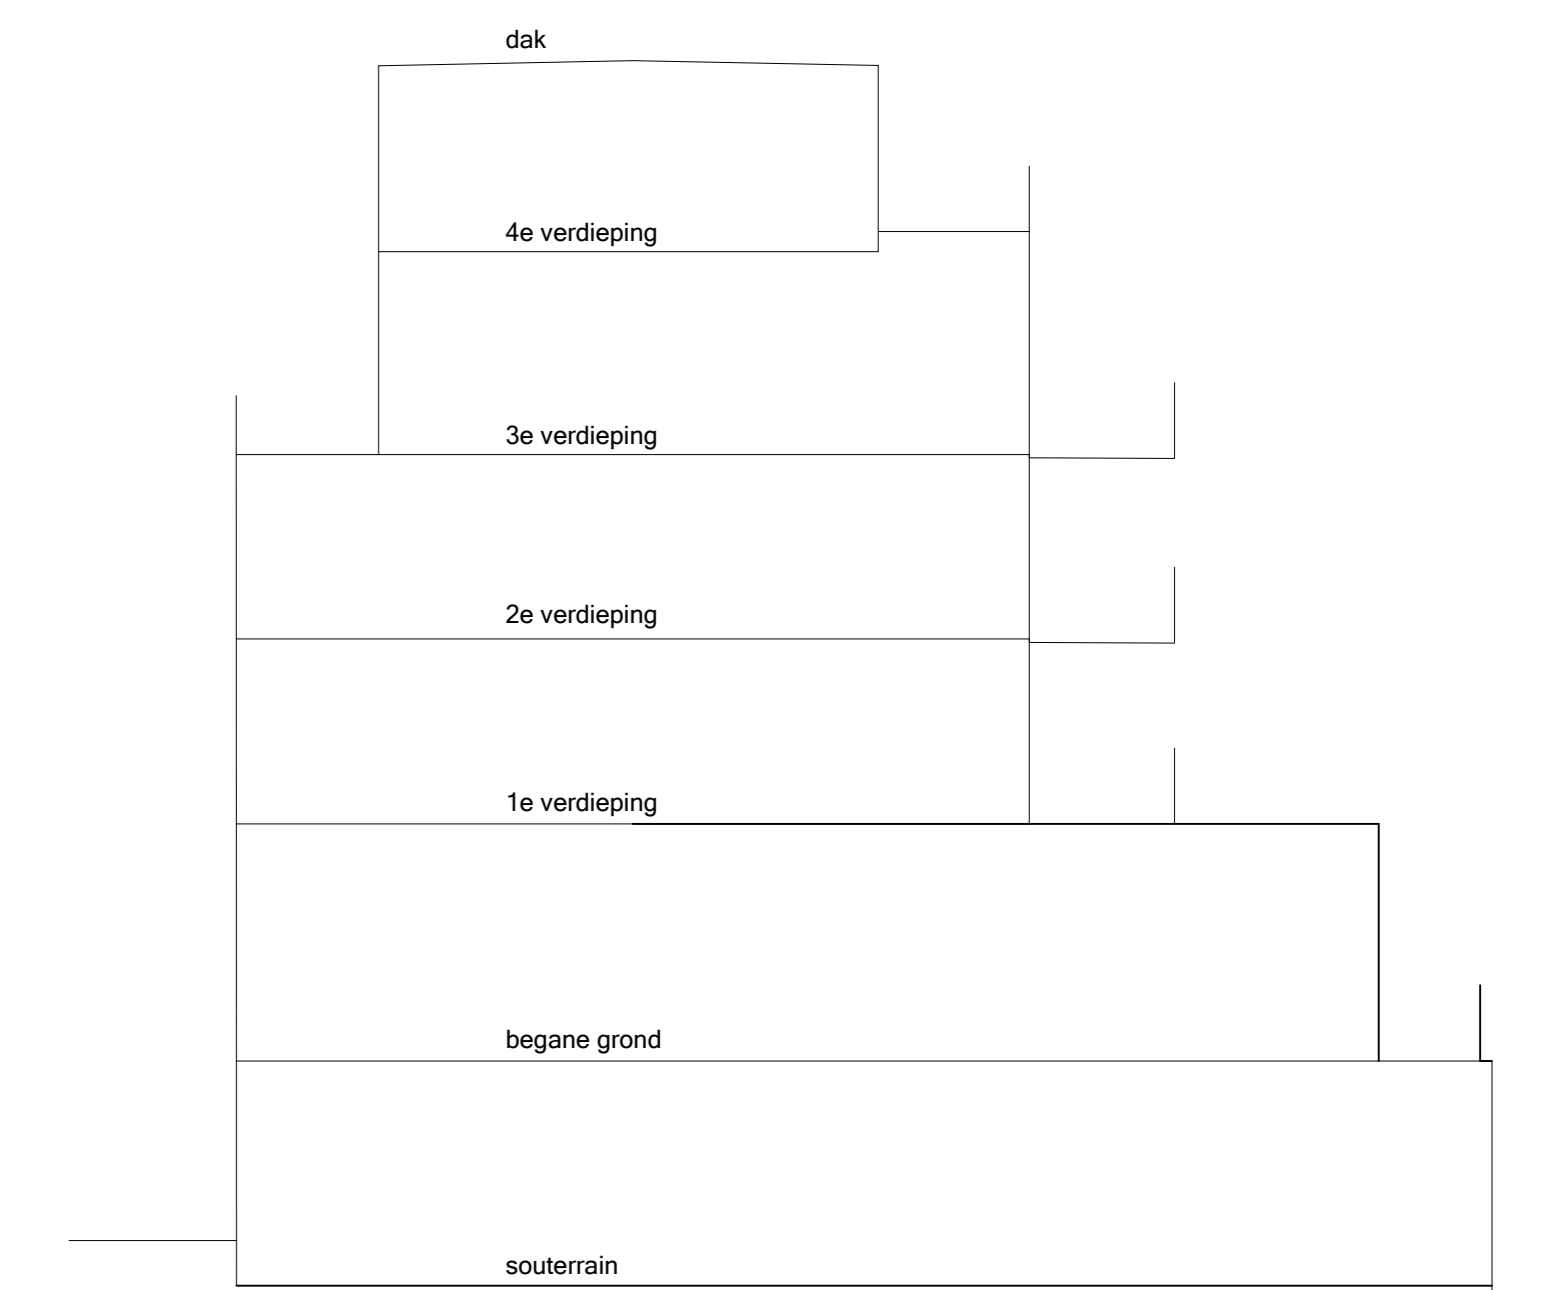 dak
4e verdieping
3e verdieping
2e verdieping
1e verdieping
begane grond
souterrain